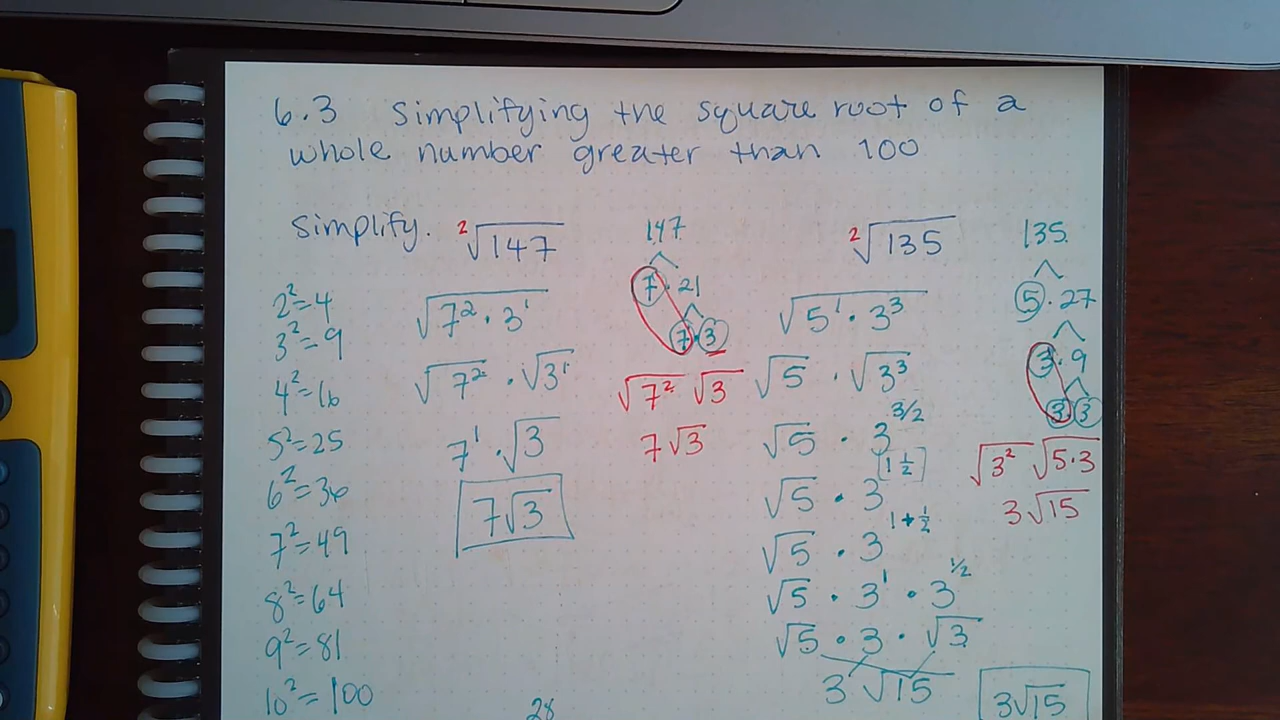 6.3 Simplifying the square root of a
whole number greater than 100
Simplify.
²√147
√7² · 3¹
√7² · √3¹
7¹ · √3
7√3
147
7 · 21
7 · 3
√7² √3
7√3
²√135
√5¹ · 3³
√5 · √3³
√5 · 3^3/2
√5 · 3^[1 1/2]
√5 · 3^1+1/2
√5 · 3¹ · 3^1/2
√5 · 3 · √3
3 √15
3√15
135
5 · 27
3 · 9
3 3
√3² √5·3
3√15
2²=4
3²=9
4²=16
5²=25
6²=36
7²=49
8²=64
9²=81
10²=100
28